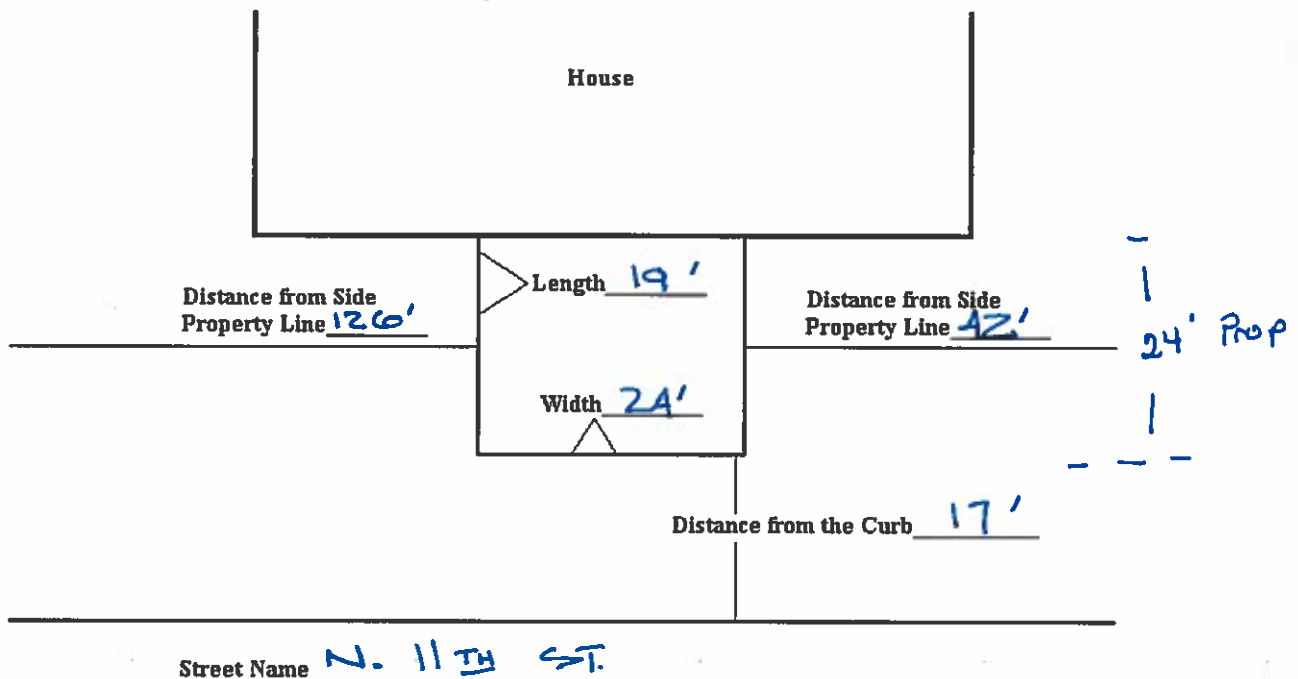 House
Length 19'
Distance from Side
Property Line 126'
Distance from Side
Property Line 42'
24' Prop
Width 24'
Distance from the Curb 17'
Street Name N. 11TH ST.